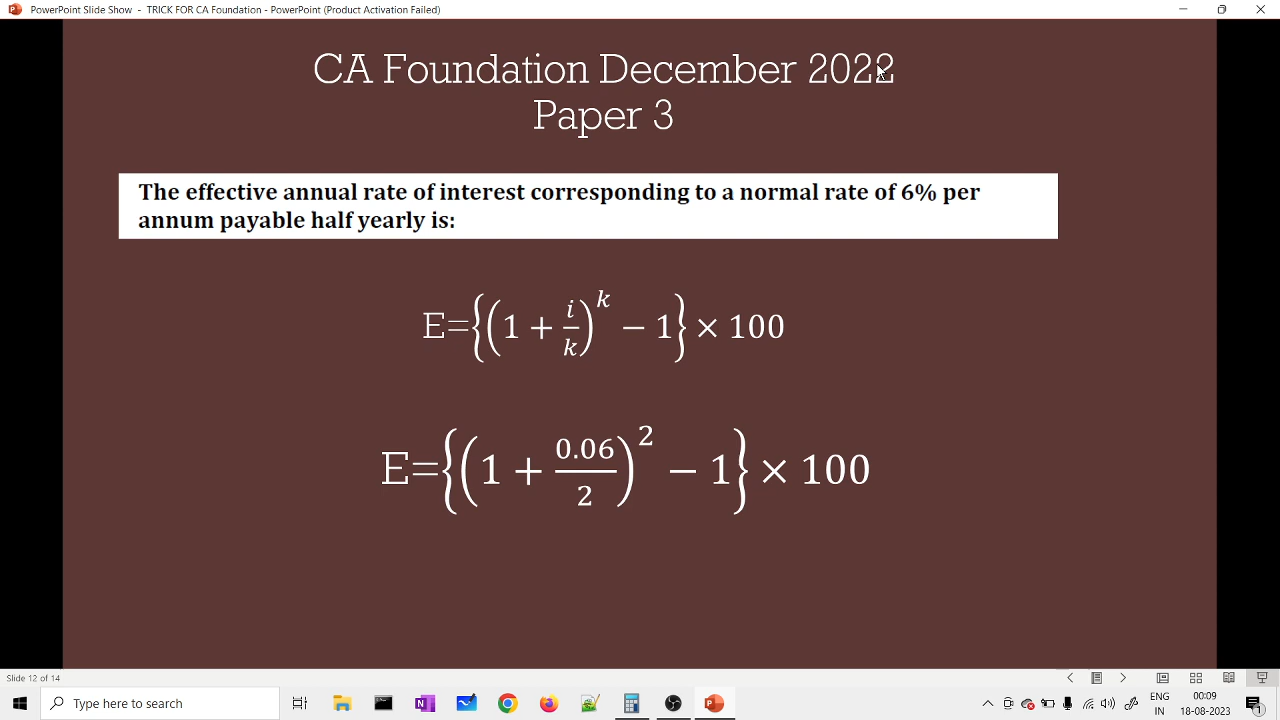 PowerPoint Slide Show - TRICK FOR CA Foundation - PowerPoint (Product Activation Failed)
CA Foundation December 2022
Paper 3
The effective annual rate of interest corresponding to a normal rate of 6% per
annum payable half yearly is:
E={(1 + i/k)^k − 1} × 100
E={(1 + 0.06/2)^2 − 1} × 100
Slide 12 of 14
Type here to search
ENG
IN
00:09
18-08-2023
1